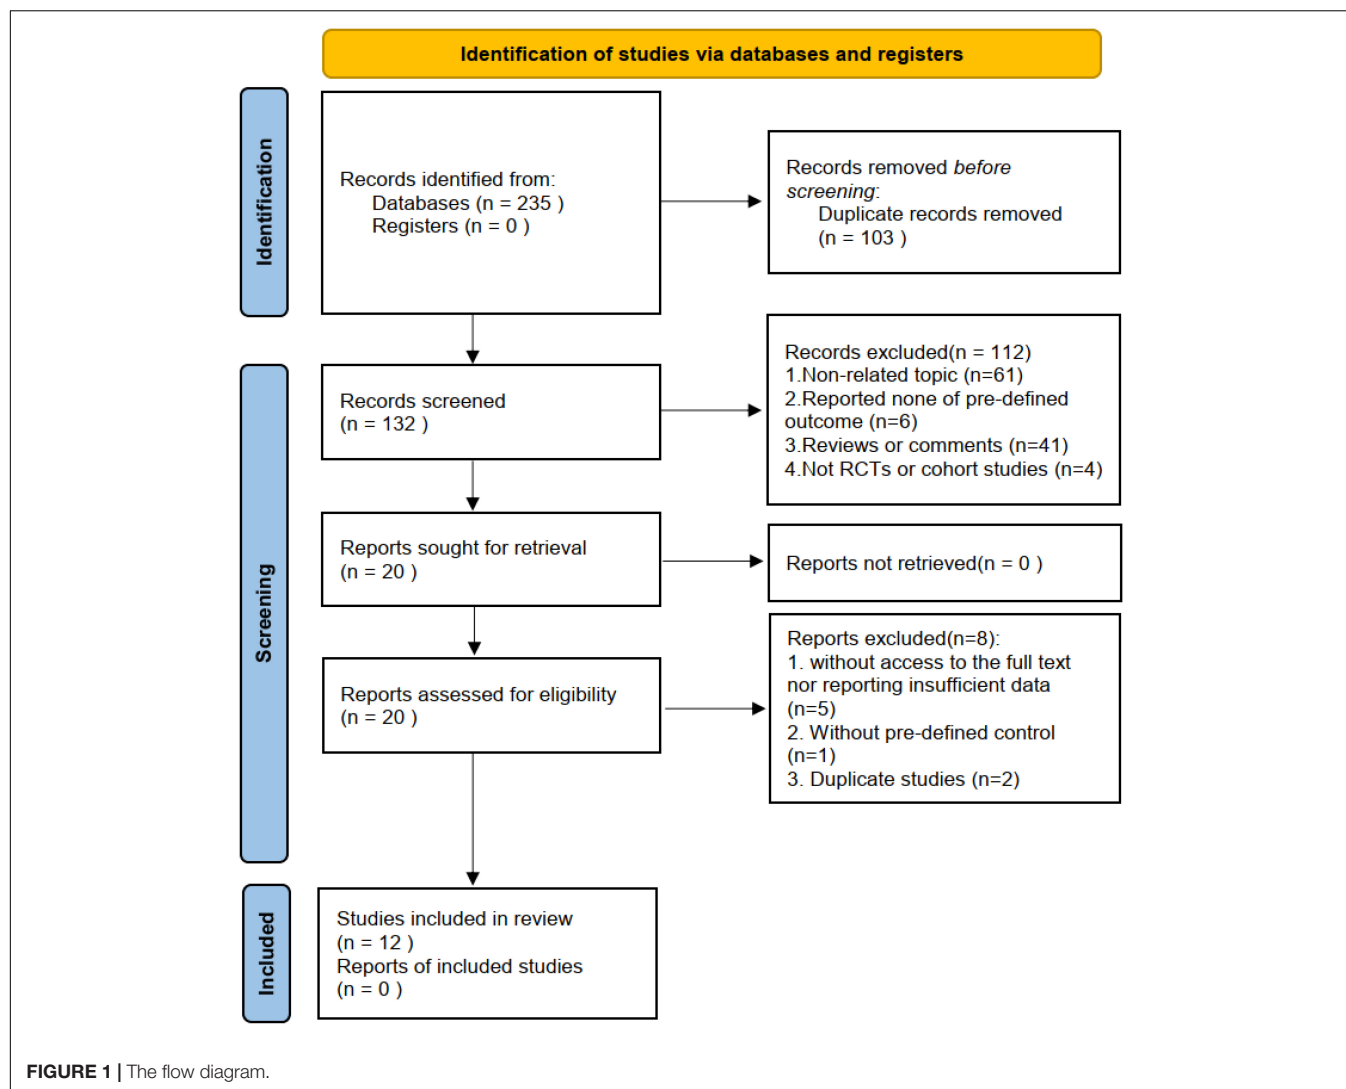 Identification of studies via databases and registers
Identification
Records identified from:
Databases (n = 235 )
Registers (n = 0 )
Records removed before
screening:
Duplicate records removed
(n = 103 )
Screening
Records screened
(n = 132 )
Records excluded(n = 112)
1.Non-related topic (n=61)
2.Reported none of pre-defined
outcome (n=6)
3.Reviews or comments (n=41)
4.Not RCTs or cohort studies (n=4)
Reports sought for retrieval
(n = 20 )
Reports not retrieved(n = 0 )
Reports assessed for eligibility
(n = 20 )
Reports excluded(n=8):
1. without access to the full text
nor reporting insufficient data
(n=5)
2. Without pre-defined control
(n=1)
3. Duplicate studies (n=2)
Included
Studies included in review
(n = 12 )
Reports of included studies
(n = 0 )
FIGURE 1 | The flow diagram.